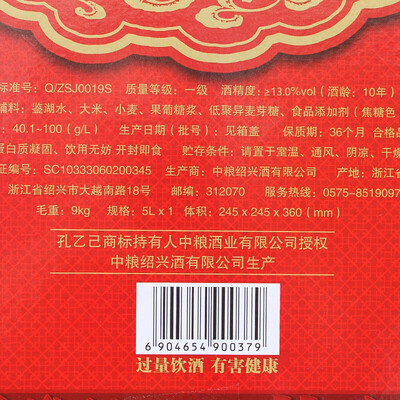 标准号：Q/ZSJ0019S 质量等级：一级 酒精度：≥13.0%vol（酒龄：10年）
辅料：鉴湖水、大米、小麦、果葡糖浆、低聚异麦芽糖、食品添加剂（焦糖色
：40.1~100（g/L） 生产日期（批号）：见箱盖 保质期：36个月 合格品
蛋白质凝固，饮用无妨 开封即食 贮存条件：请置于室温、通风、阴凉、干燥
证编号：SC10333060200345 生产商：中粮绍兴酒有限公司 产地：浙江
浙江省绍兴市大越南路18号 邮编：312070 服务热线：0575-8519097
毛重：9kg 规格：5L x 1 体积：245 x 245 x 360（mm）
孔乙己商标持有人中粮酒业有限公司授权
中粮绍兴酒有限公司生产
6 904654 900379
过量饮酒 有害健康